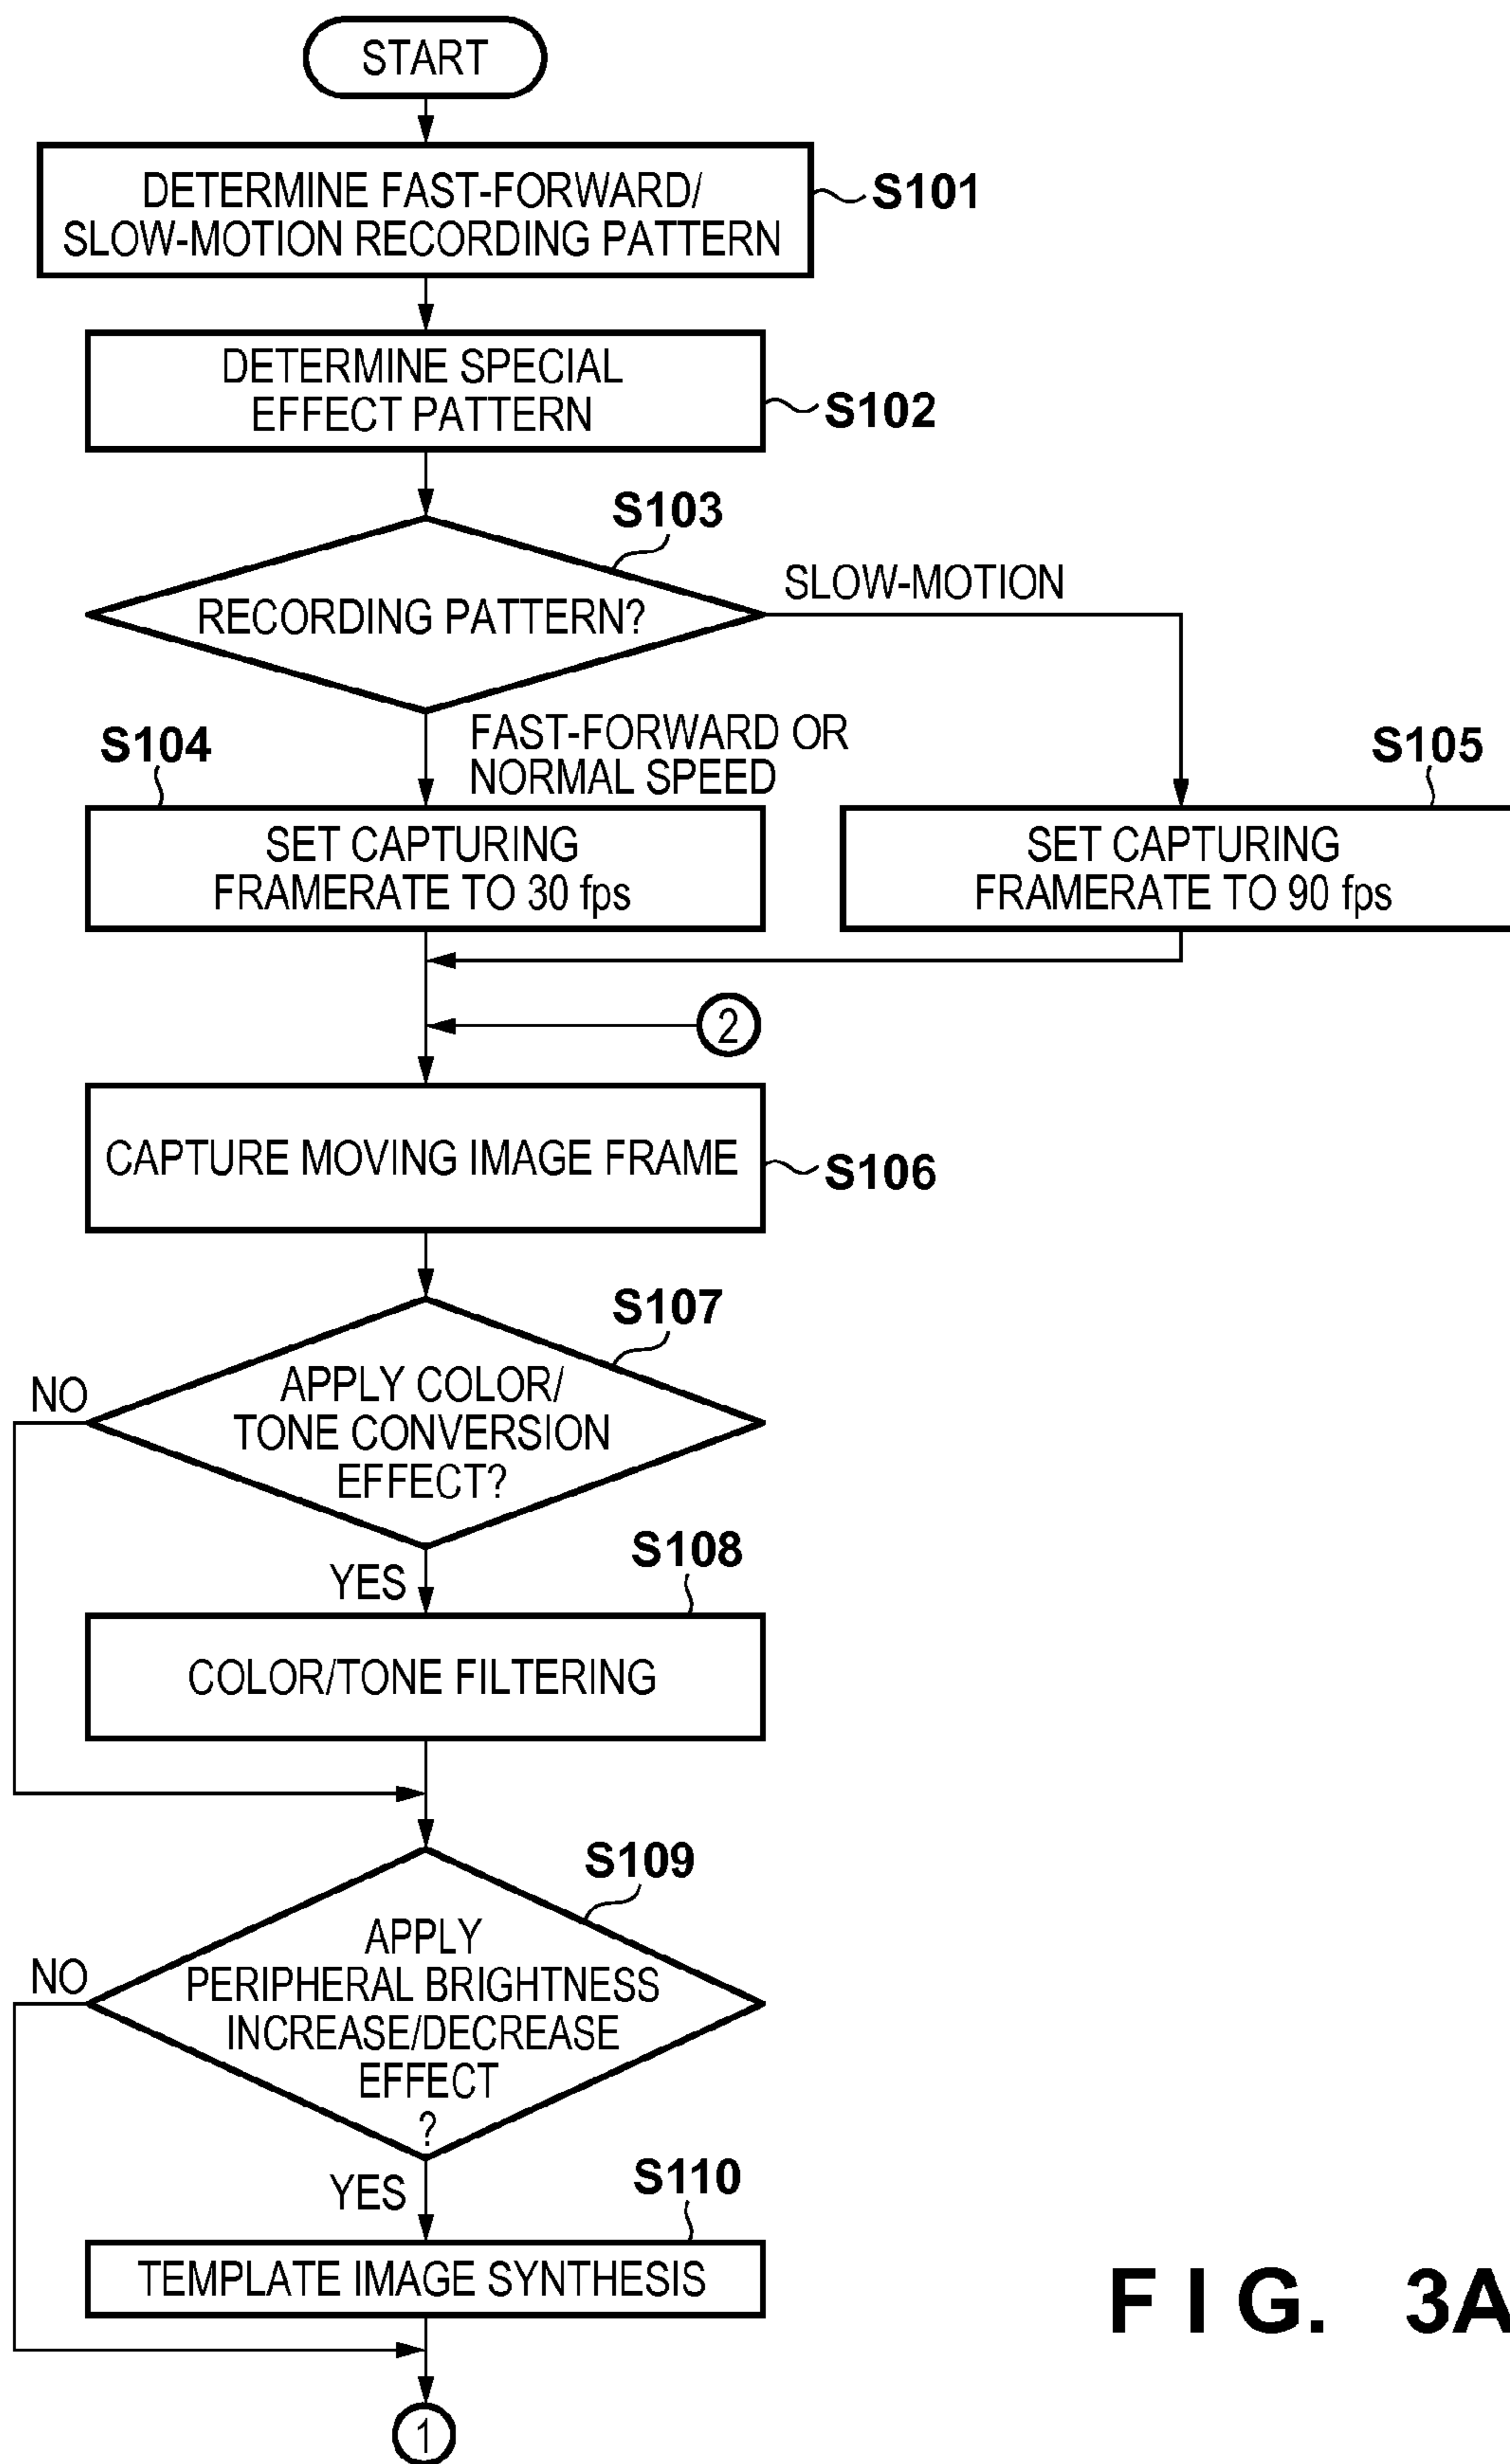 START
DETERMINE FAST-FORWARD/
SLOW-MOTION RECORDING PATTERN
S101
DETERMINE SPECIAL
EFFECT PATTERN
S102
S103
RECORDING PATTERN?
SLOW-MOTION
FAST-FORWARD OR
NORMAL SPEED
S104
SET CAPTURING
FRAMERATE TO 30 fps
S105
SET CAPTURING
FRAMERATE TO 90 fps
2
CAPTURE MOVING IMAGE FRAME
S106
S107
APPLY COLOR/
TONE CONVERSION
EFFECT?
NO
YES
S108
COLOR/TONE FILTERING
S109
APPLY
PERIPHERAL BRIGHTNESS
INCREASE/DECREASE
EFFECT
?
NO
YES
S110
TEMPLATE IMAGE SYNTHESIS
1
FIG. 3A